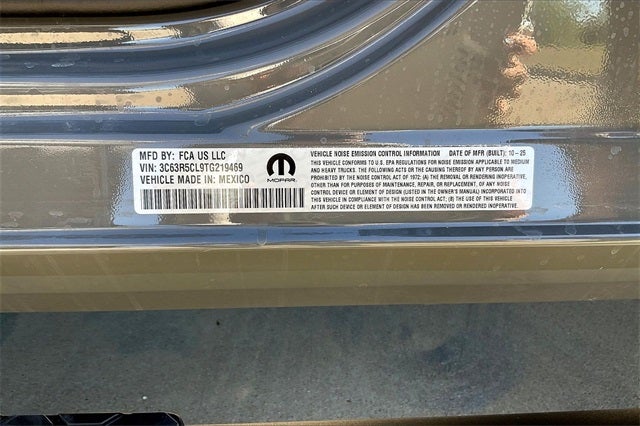 MFD BY: FCA US LLC
VIN: 3C63R5CL9TG219469
VEHICLE MADE IN: MEXICO
MOPAR
VEHICLE NOISE EMISSION CONTROL INFORMATION DATE OF MFR (BUILT): 10 - 25
THIS VEHICLE CONFORMS TO U.S. EPA REGULATIONS FOR NOISE EMISSION APPLICABLE TO MEDIUM
AND HEAVY TRUCKS. THE FOLLOWING ACTS OR THE CAUSING THEREOF BY ANY PERSON ARE
PROHIBITED BY THE NOISE CONTROL ACT OF 1972: (A) THE REMOVAL OR RENDERING INOPERATIVE,
OTHER THAN FOR PURPOSES OF MAINTENANCE, REPAIR, OR REPLACEMENT, OF ANY NOISE CONTROL
DEVICE OR ELEMENT OF DESIGN (LISTED IN THE OWNER'S MANUAL) INCORPORATED INTO
THIS VEHICLE IN COMPLIANCE WITH THE NOISE CONTROL ACT; (B) THE USE OF THIS VEHICLE AFTER
SUCH DEVICE OR ELEMENT OF DESIGN HAS BEEN REMOVED OR RENDERED INOPERATIVE.